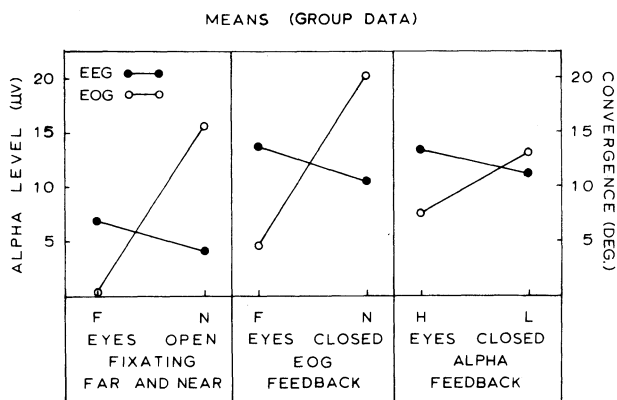 MEANS (GROUP DATA)
EEG
EOG
ALPHA LEVEL (μV)
20
15
10
5
20
15
10
5
CONVERGENCE (DEG.)
F N
EYES OPEN
FIXATING
FAR AND NEAR
F N
EYES CLOSED
EOG
FEEDBACK
H L
EYES CLOSED
ALPHA
FEEDBACK